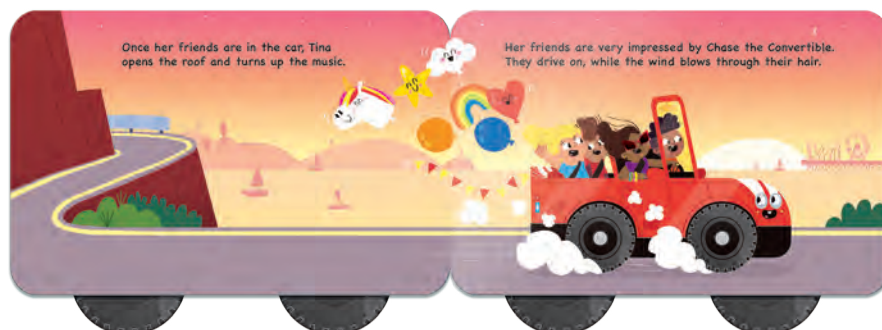 Once her friends are in the car, Tina
opens the roof and turns up the music.
Her friends are very impressed by Chase the Convertible.
They drive on, while the wind blows through their hair.